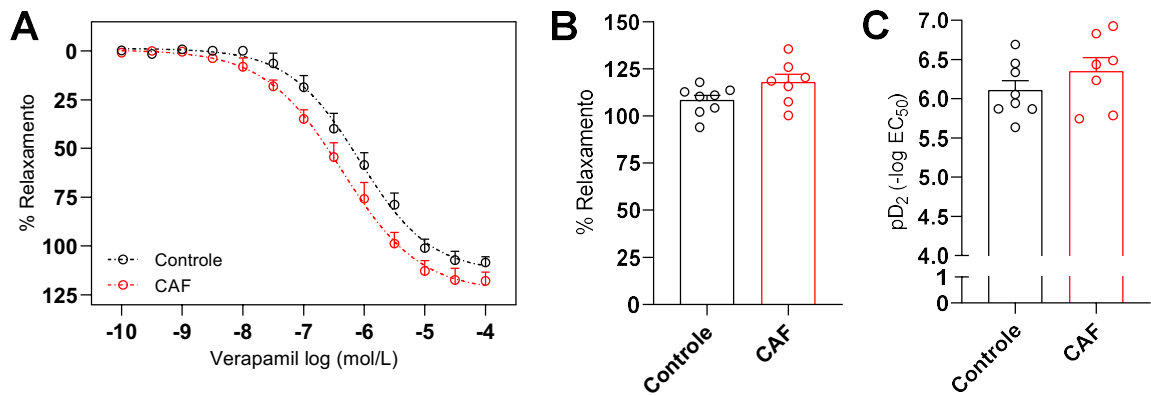 A
% Relaxamento
0
25
50
75
100
125
Controle
CAF
-10 -9 -8 -7 -6 -5 -4
Verapamil log (mol/L)
B
% Relaxamento
150
125
100
75
50
25
0
Controle
CAF
C
pD2 (-log EC50)
7.0
6.5
6.0
5.5
5.0
4.5
4.0
1
0
Controle
CAF